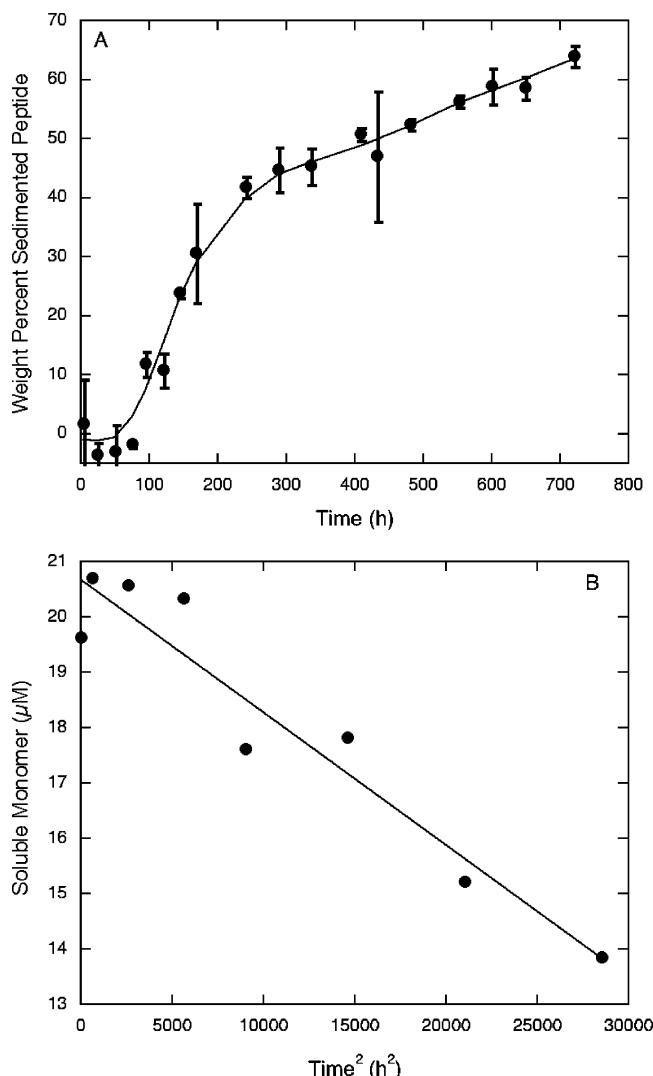 70
A
60
50
40
30
20
10
0
Weight Percent Sedimented Peptide
0 100 200 300 400 500 600 700 800
Time (h)
21
B
20
19
18
17
16
15
14
13
Soluble Monomer (µM)
0 5000 10000 15000 20000 25000 30000
Time² (h²)